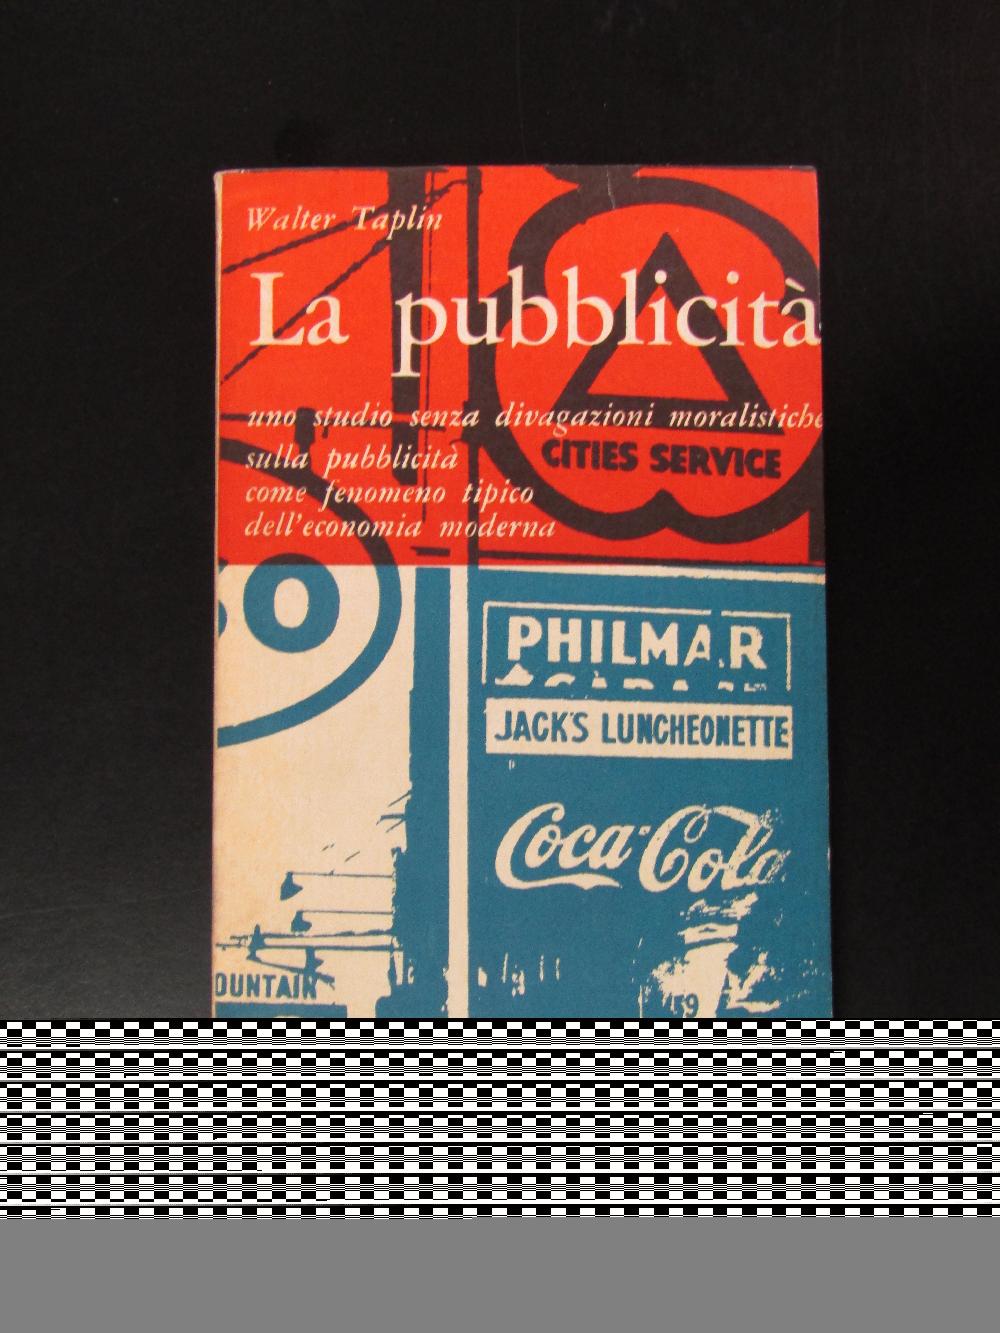 Walter Taplin
La pubblicità
uno studio senza divagazioni moralistiche
sulla pubblicità
come fenomeno tipico
dell'economia moderna
CITIES SERVICE
O
PHILMAR
JACK'S LUNCHEONETTE
Coca-Cola
OUNTAIN
59